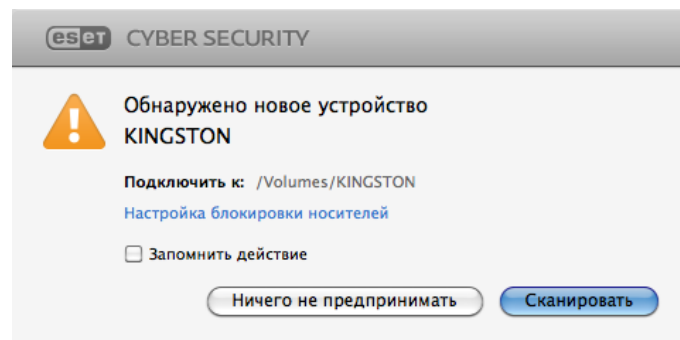 eset CYBER SECURITY
Обнаружено новое устройство
KINGSTON
Подключить к: /Volumes/KINGSTON
Настройка блокировки носителей
Запомнить действие
Ничего не предпринимать Сканировать